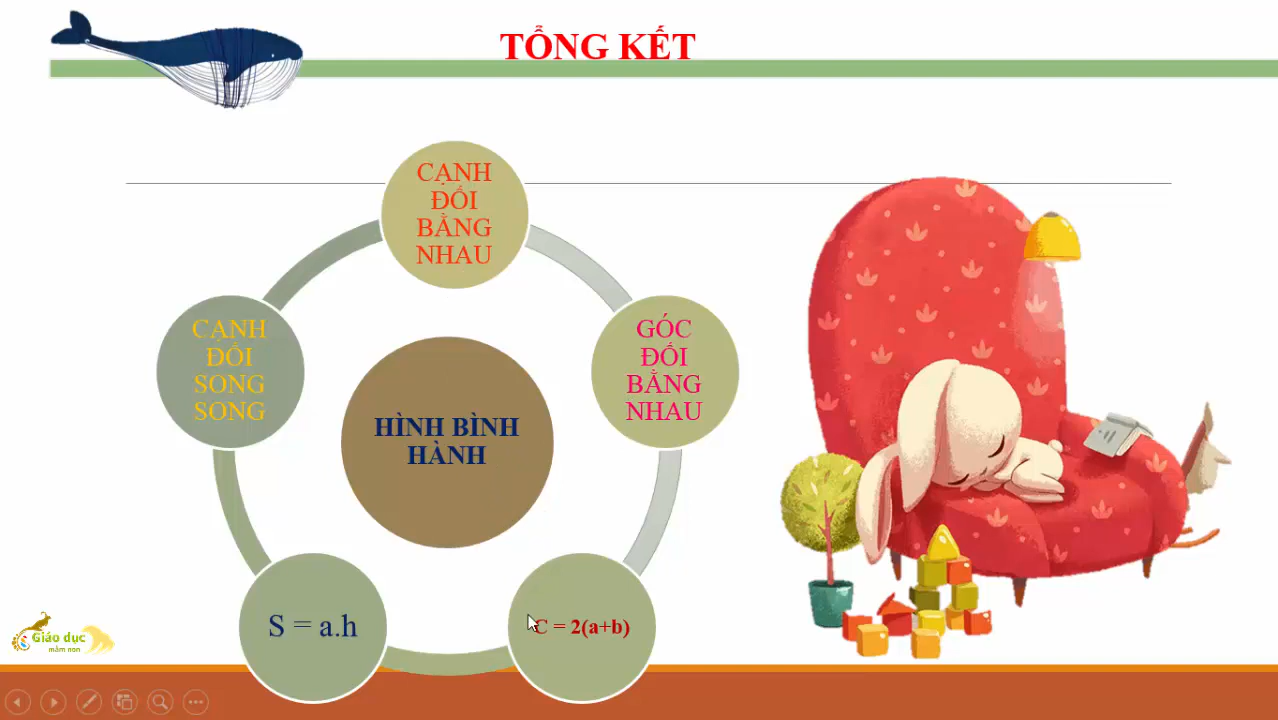 TỔNG KẾT
CẠNH
ĐỐI
BẰNG
NHAU
CẠNH
ĐỐI
SONG
SONG
GÓC
ĐỐI
BẰNG
NHAU
HÌNH BÌNH
HÀNH
S = a.h
C = 2(a+b)
Giáo dục
mầm non